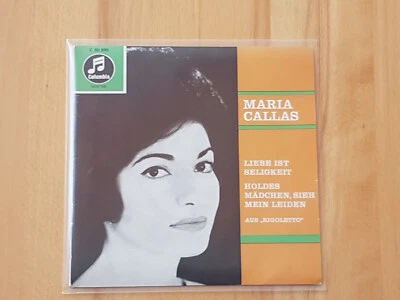 Columbia
MARIA
CALLAS
LIEBE IST
SELIGKEIT
HOLDES
MÄDCHEN, SIEH
MEIN LEIDEN
AUS „RIGOLETTO“